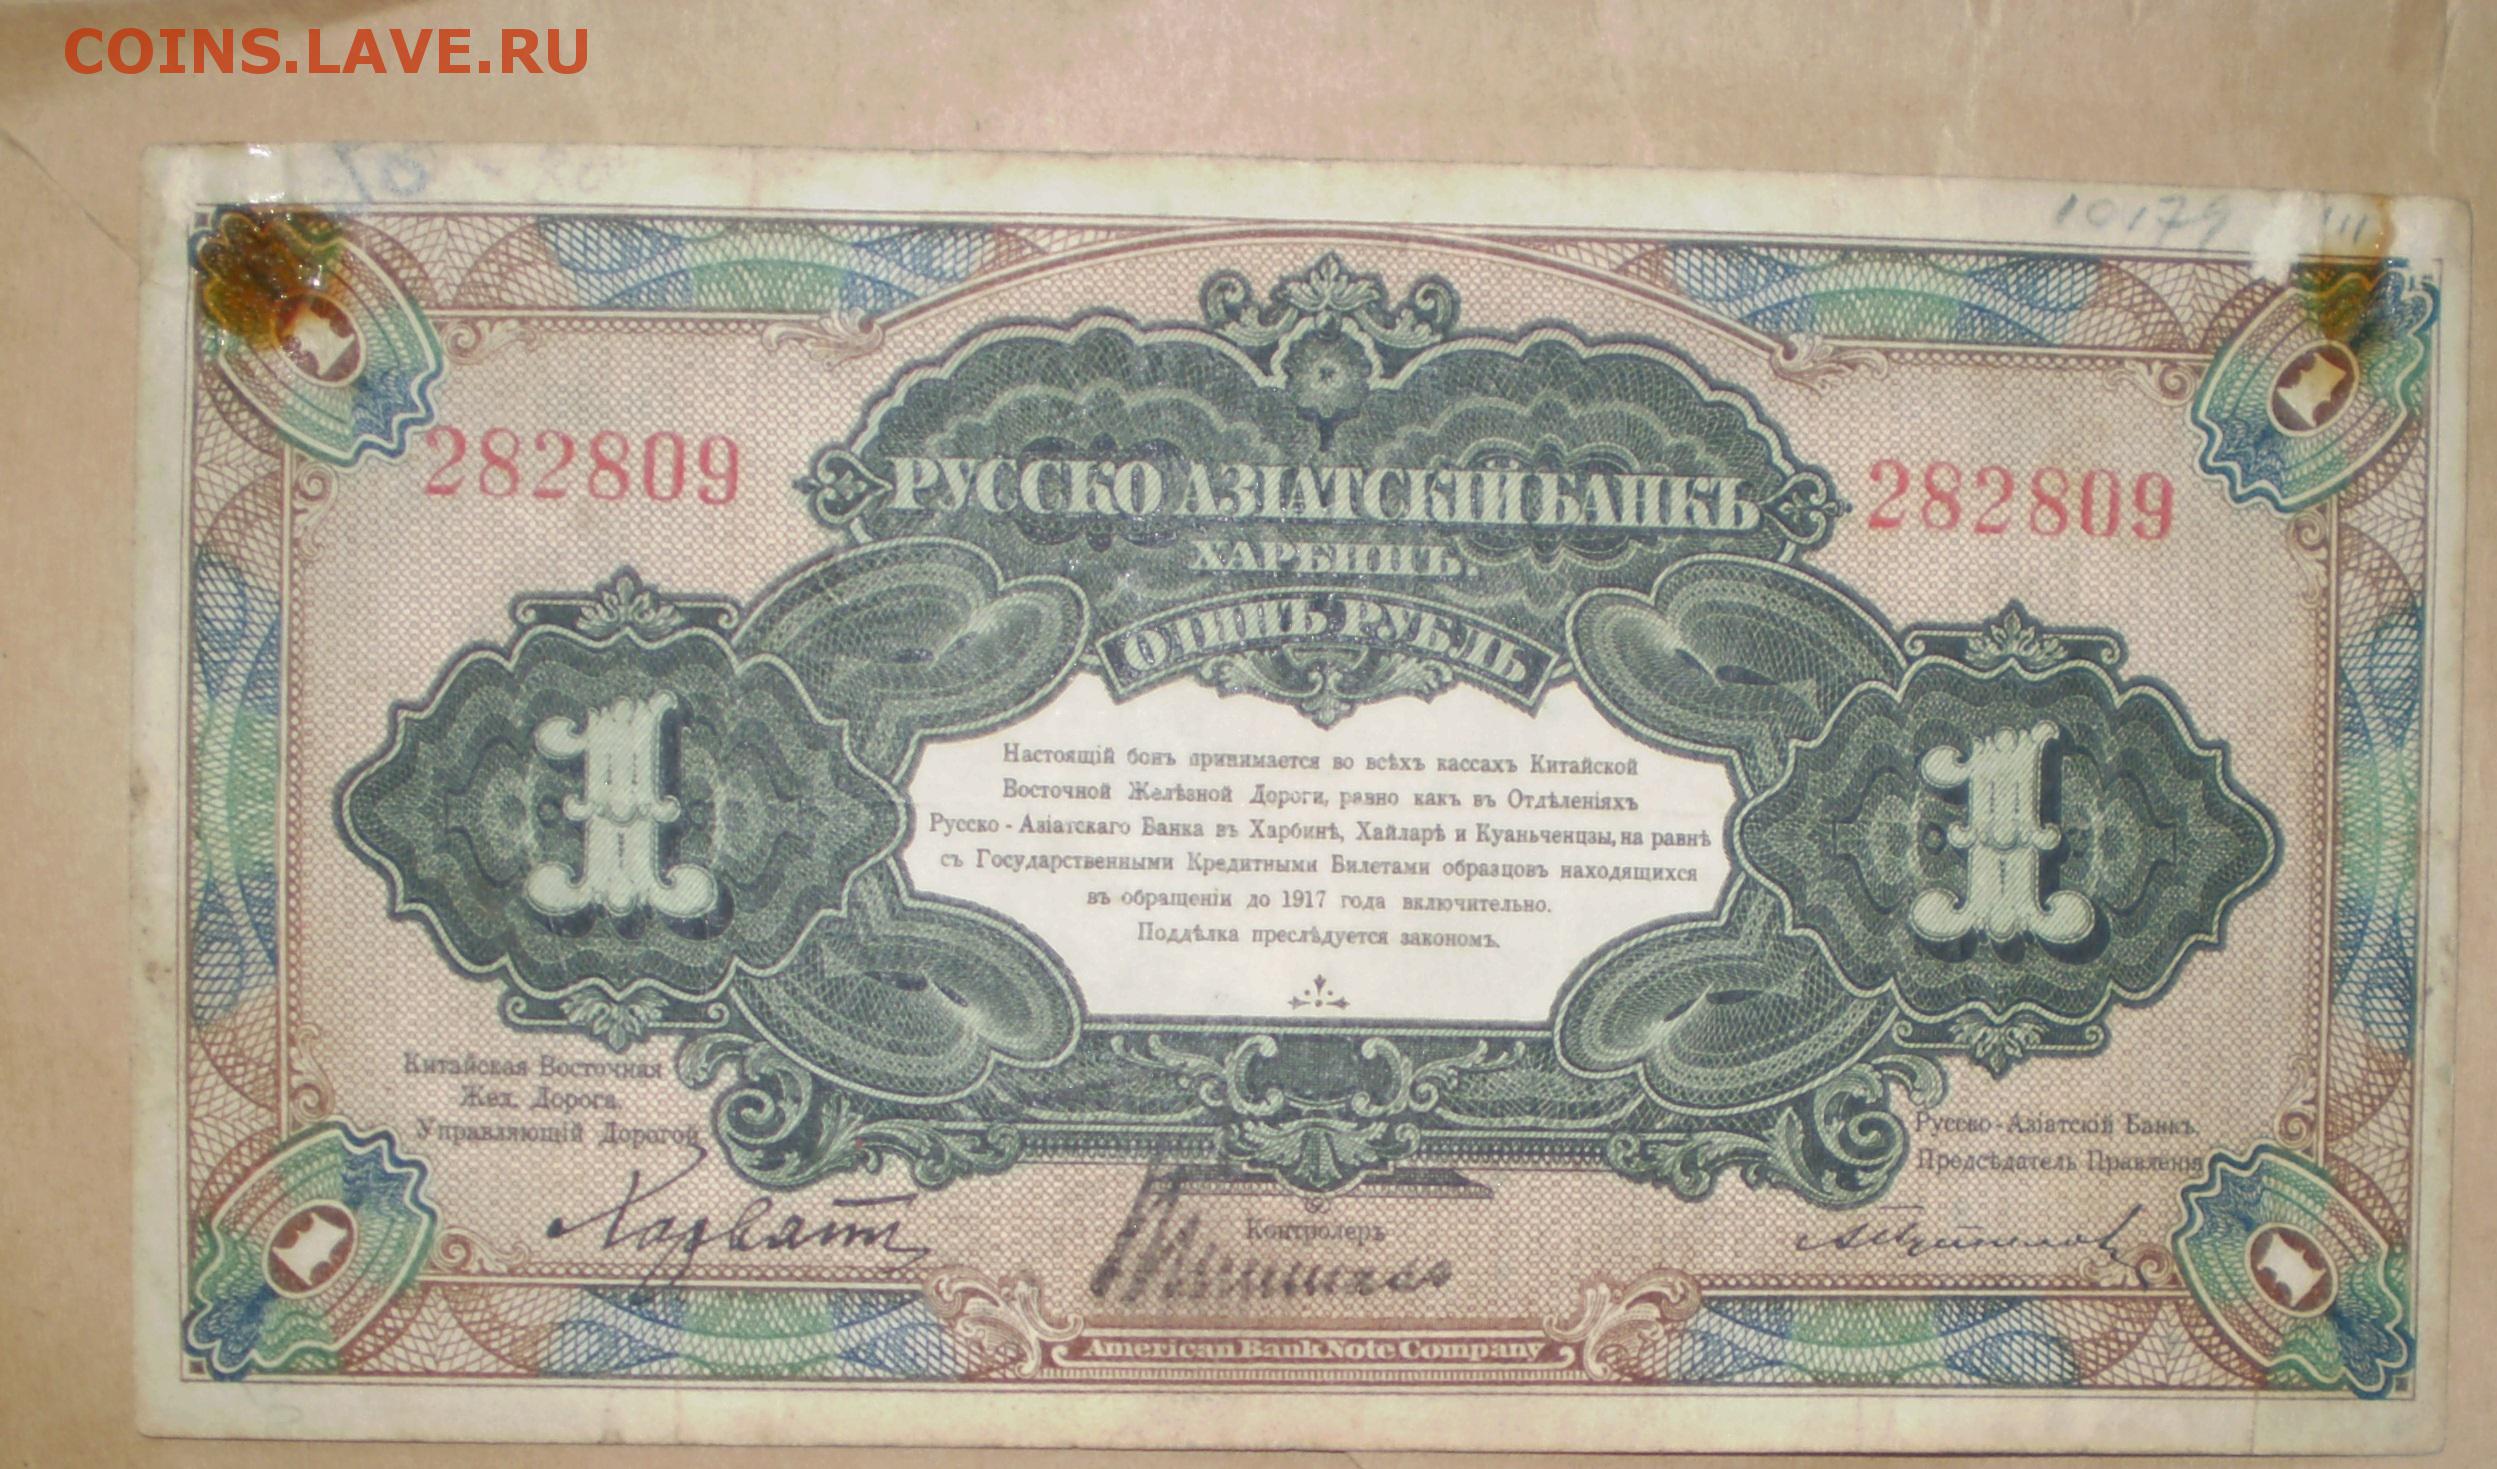 COINS.LAVE.RU
10179
282809
282809
РУССКО АЗІАТСКІЙ БАНКЪ
ХАРБИНЪ.
ОДИНЪ РУБЛЬ
1
1
Настоящій бонъ принимается во всѣхъ кассахъ Китайской
Восточной Желѣзной Дороги, равно какъ въ Отдѣленіяхъ
Русско-Азіатскаго Банка въ Харбинѣ, Хайларѣ и Куаньченцзы, на равнѣ
съ Государственными Кредитными Билетами образцовъ находящихся
въ обращеніи до 1917 года включительно.
Поддѣлка преслѣдуется закономъ.
Китайская Восточная
Жел. Дорога.
Управляющій Дорогой
Хорватъ
Контролеръ
Русско-Азіатскій Банкъ.
Предсѣдатель Правленія
American Bank Note Company